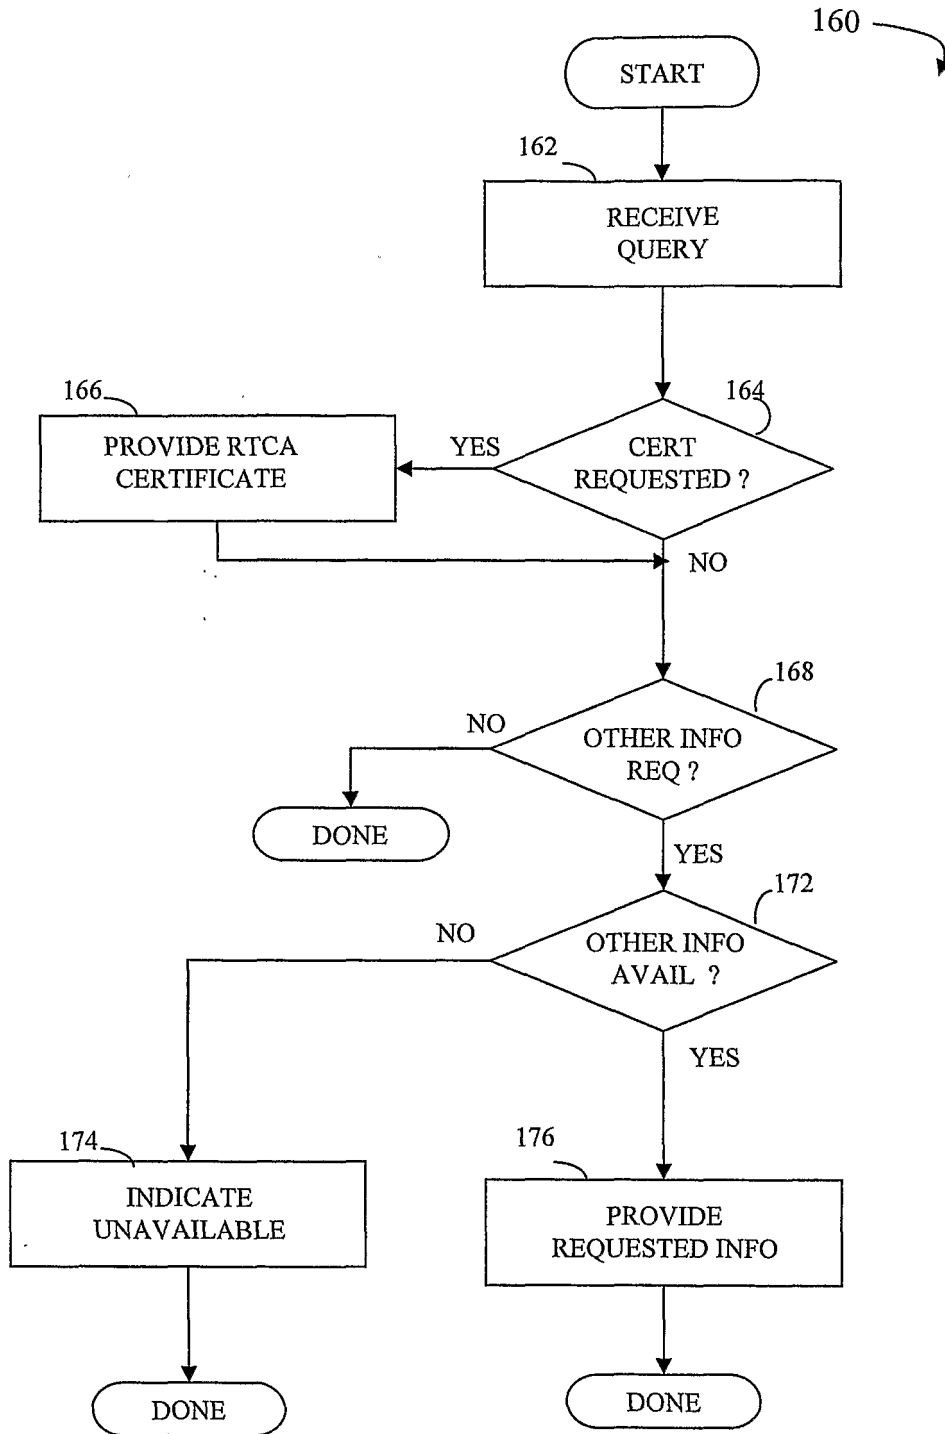 160
START
162
RECEIVE
QUERY
166
164
PROVIDE RTCA
CERTIFICATE
YES
CERT
REQUESTED ?
NO
168
NO
OTHER INFO
REQ ?
DONE
YES
172
NO
OTHER INFO
AVAIL ?
YES
174
176
INDICATE
UNAVAILABLE
PROVIDE
REQUESTED INFO
DONE
DONE